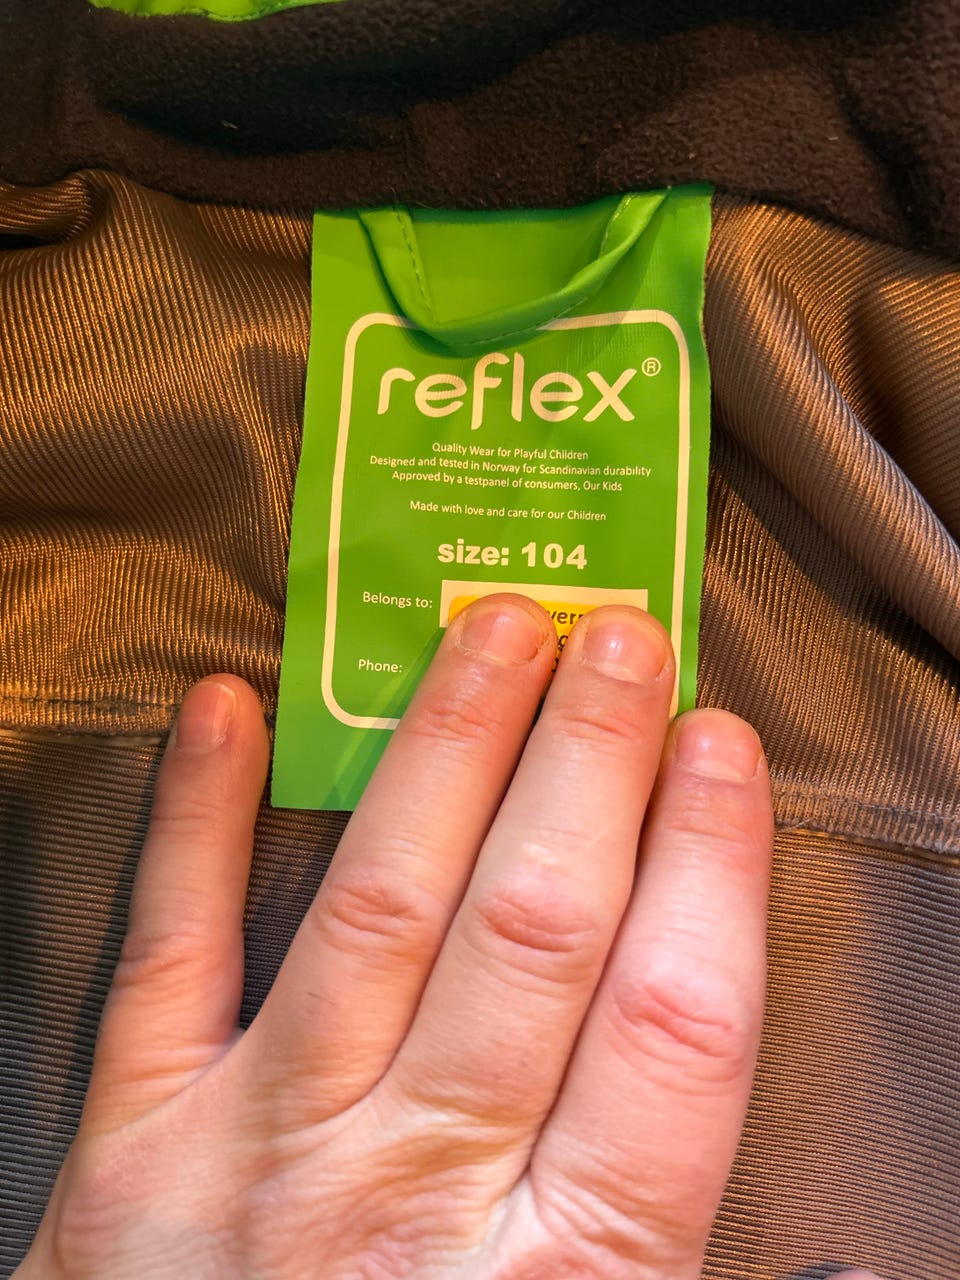 reflex®
Quality Wear for Playful Children
Designed and tested in Norway for Scandinavian durability
Approved by a testpanel of consumers, Our Kids
Made with love and care for our Children
size: 104
Belongs to:
Phone: